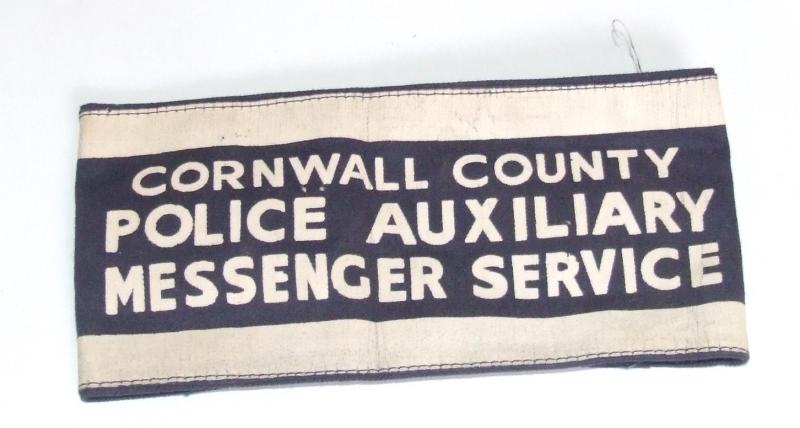 CORNWALL COUNTY
POLICE AUXILIARY
MESSENGER SERVICE